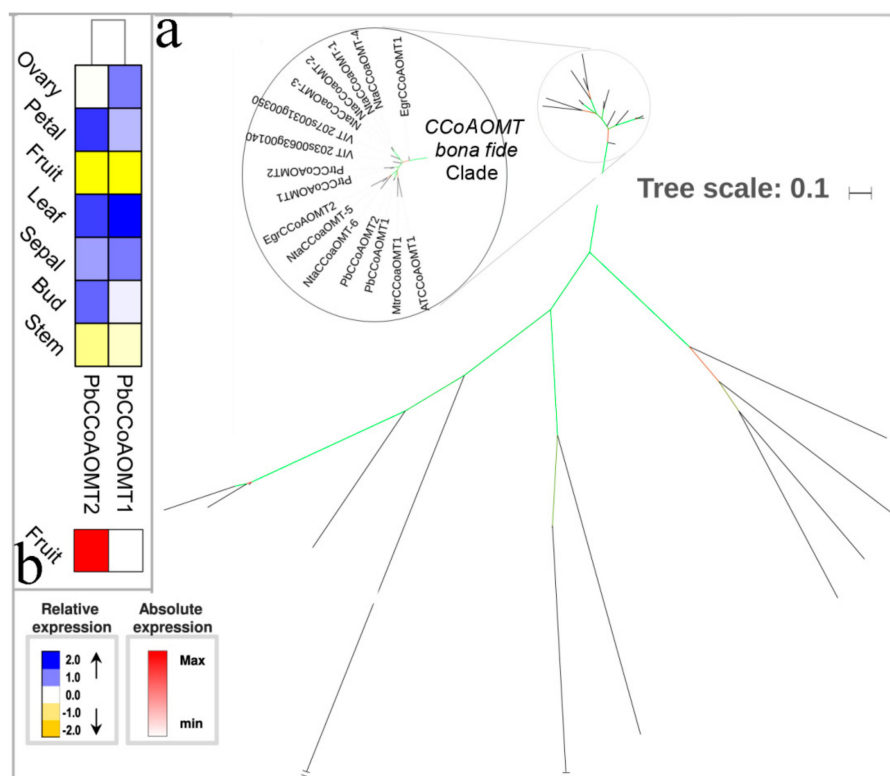 a
Ovary
Petal
Fruit
Leaf
Sepal
Bud
Stem
PbCCoAOMT2
PbCCoAOMT1
Fruit
b
Relative
expression
2.0
1.0
0.0
-1.0
-2.0
Absolute
expression
Max
min
EgrCCoAOMT1
NtaCCoaOMT-4
NtaCCoaOMT-1
NtaCCoaOMT-2
NtaCCoaOMT-3
VIT 207s0031g00350
VIT 203s0063g00140
PtrCCoAOMT2
PtrCCoAOMT1
EgrCCoAOMT2
NtaCCoaOMT-5
NtaCCoaOMT-6
PbCCoAOMT2
PbCCoAOMT1
MtrCCoaOMT1
ATCCoAOMT1
CCoAOMT
bona fide
Clade
Tree scale: 0.1